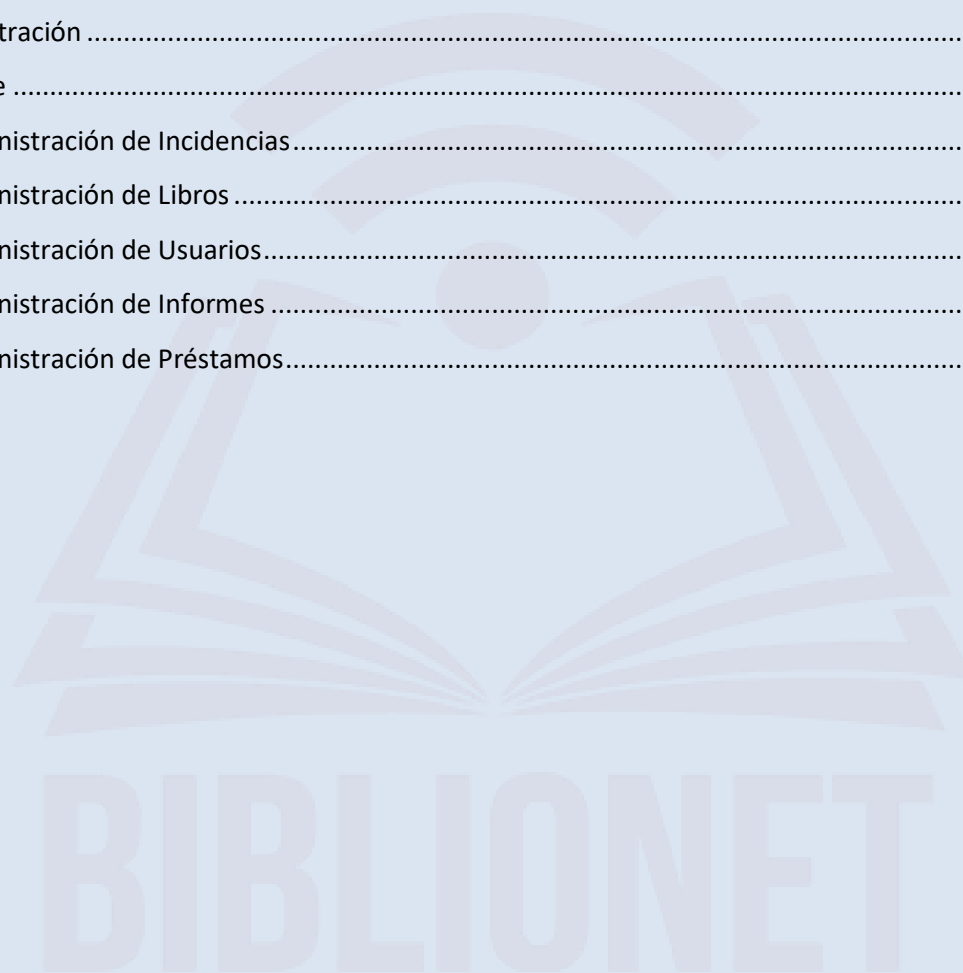 tración ..........................................................................................................
e ....................................................................................................................
nistración de Incidencias.................................................................................
nistración de Libros .........................................................................................
nistración de Usuarios.....................................................................................
nistración de Informes ....................................................................................
nistración de Préstamos..................................................................................
BIBLIONET